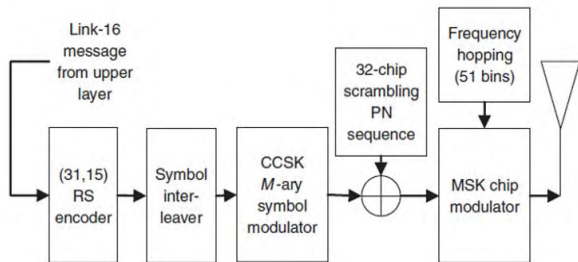 Link-16
message
from upper
layer
32-chip
scrambling
PN
sequence
Frequency
hopping
(51 bins)
(31,15)
RS
encoder
Symbol
inter-
leaver
CCSK
M-ary
symbol
modulator
MSK chip
modulator